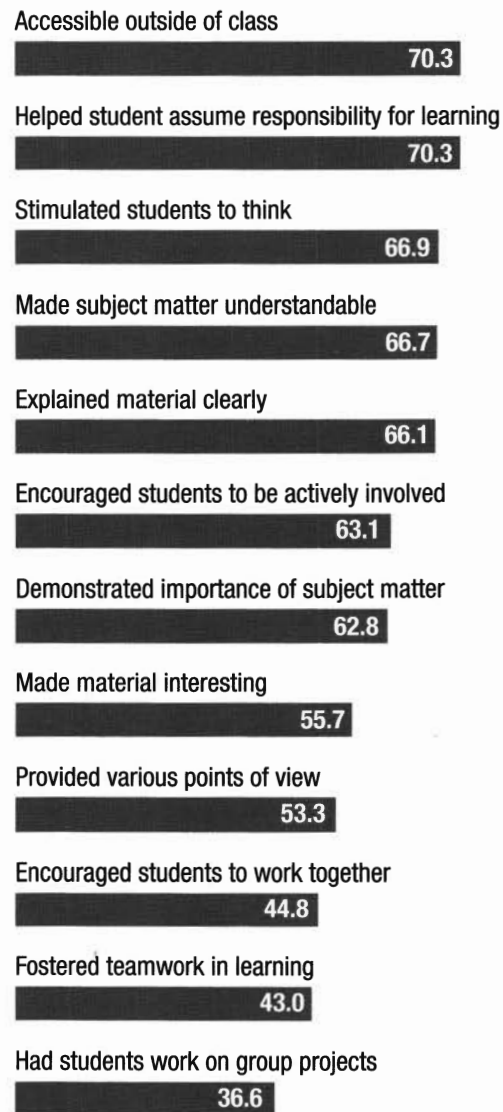 Accessible outside of class
70.3
Helped student assume responsibility for learning
70.3
Stimulated students to think
66.9
Made subject matter understandable
66.7
Explained material clearly
66.1
Encouraged students to be actively involved
63.1
Demonstrated importance of subject matter
62.8
Made material interesting
55.7
Provided various points of view
53.3
Encouraged students to work together
44.8
Fostered teamwork in learning
43.0
Had students work on group projects
36.6